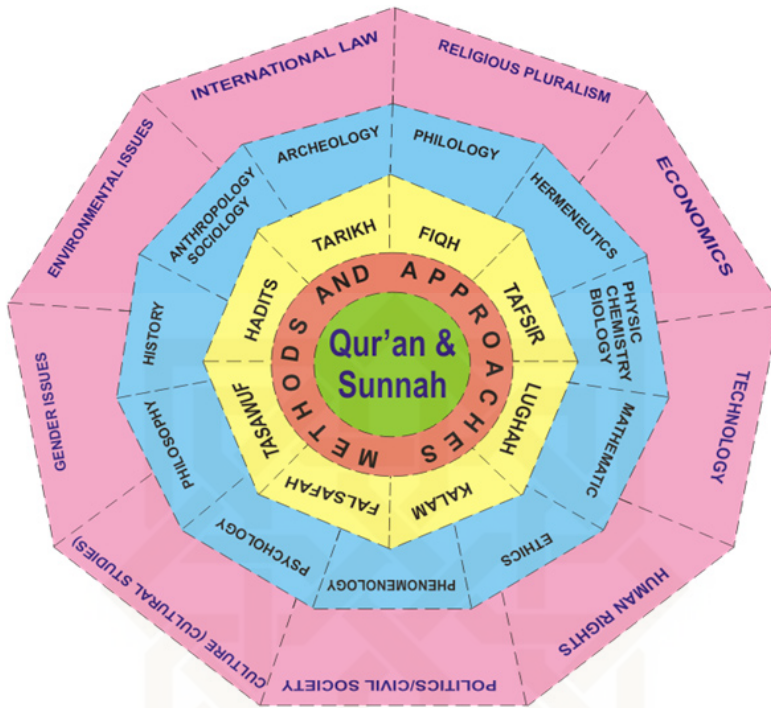 INTERNATIONAL LAW
RELIGIOUS PLURALISM
ECONOMICS
TECHNOLOGY
HUMAN RIGHTS
POLITICS/CIVIL SOCIETY
CULTURE (CULTURAL STUDIES)
GENDER ISSUES
ENVIRONMENTAL ISSUES
ARCHEOLOGY
PHILOLOGY
HERMENEUTICS
PHYSIC
CHEMISTRY
BIOLOGY
MATHEMATIC
ETHICS
PHENOMENOLOGY
PSYCHOLOGY
PHILOSOPHY
HISTORY
ANTHROPOLOGY
SOCIOLOGY
TARIKH
FIQH
TAFSIR
LUGHAH
KALAM
FALSAFAH
TASAWUF
HADITS
METHODS AND APPROACHES
Qur'an &
Sunnah